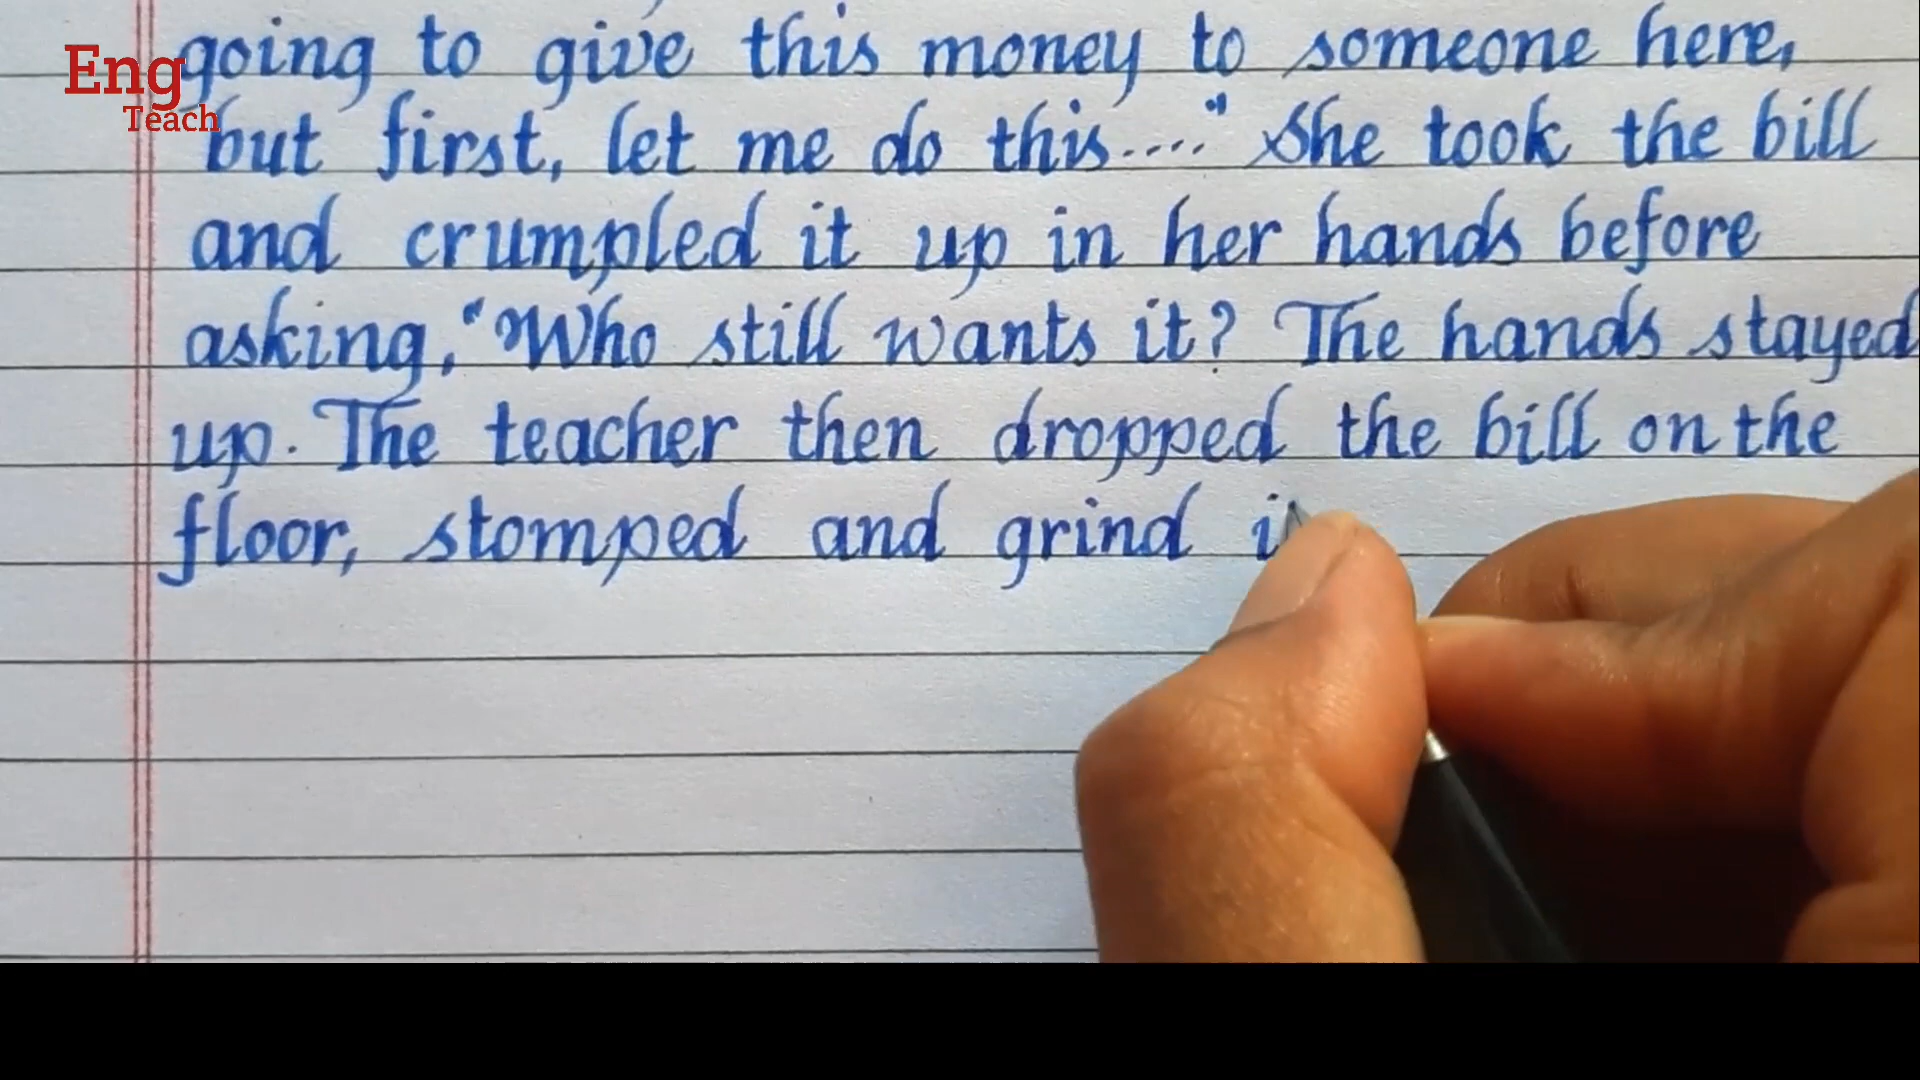 Eng
Teach
going to give this money to someone here,
but first, let me do this....” She took the bill
and crumpled it up in her hands before
asking, “Who still wants it? The hands stayed
up. The teacher then dropped the bill on the
floor, stomped and grind